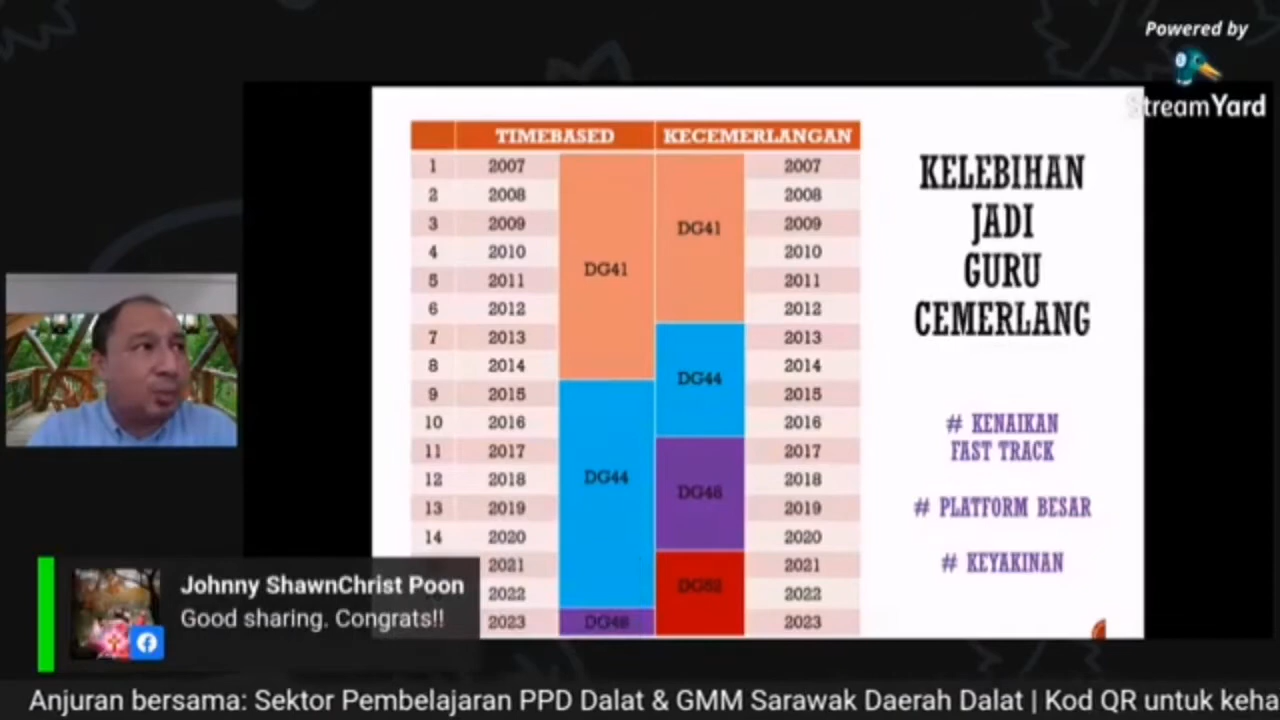 Powered by
StreamYard
TIMEBASED KECEMERLANGAN
1 2007 2007
2 2008 2008
3 2009 2009
4 2010 DG41 2010
5 2011 DG41 2011
6 2012 2012
7 2013 2013
8 2014 DG44 2014
9 2015 2015
10 2016 2016
11 2017 2017
12 2018 DG44 DG48 2018
13 2019 2019
14 2020 2020
2021 DG52 2021
2022 2022
2023 DG48 2023
KELEBIHAN
JADI
GURU
CEMERLANG
# KENAIKAN
FAST TRACK
# PLATFORM BESAR
# KEYAKINAN
Johnny ShawnChrist Poon
Good sharing. Congrats!!
Anjuran bersama: Sektor Pembelajaran PPD Dalat & GMM Sarawak Daerah Dalat | Kod QR untuk keha